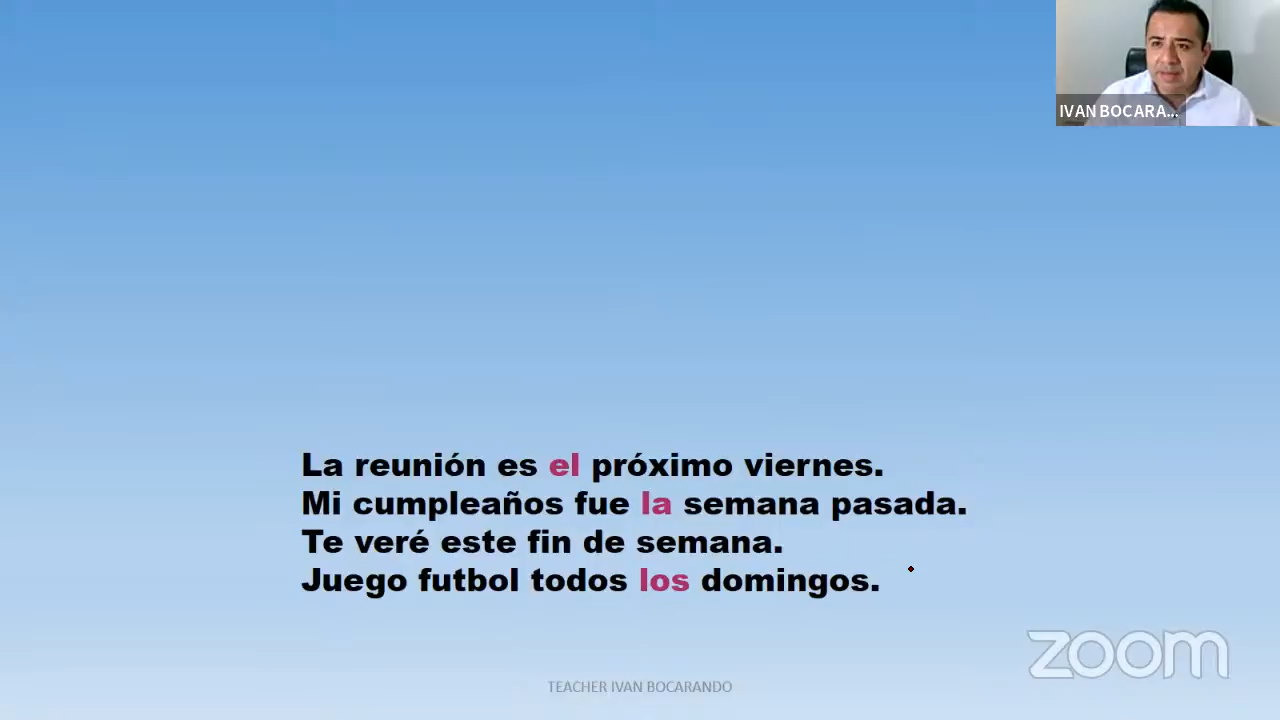 IVAN BOCARA...
La reunión es el próximo viernes.
Mi cumpleaños fue la semana pasada.
Te veré este fin de semana.
Juego futbol todos los domingos.
zoom
TEACHER IVAN BOCARANDO